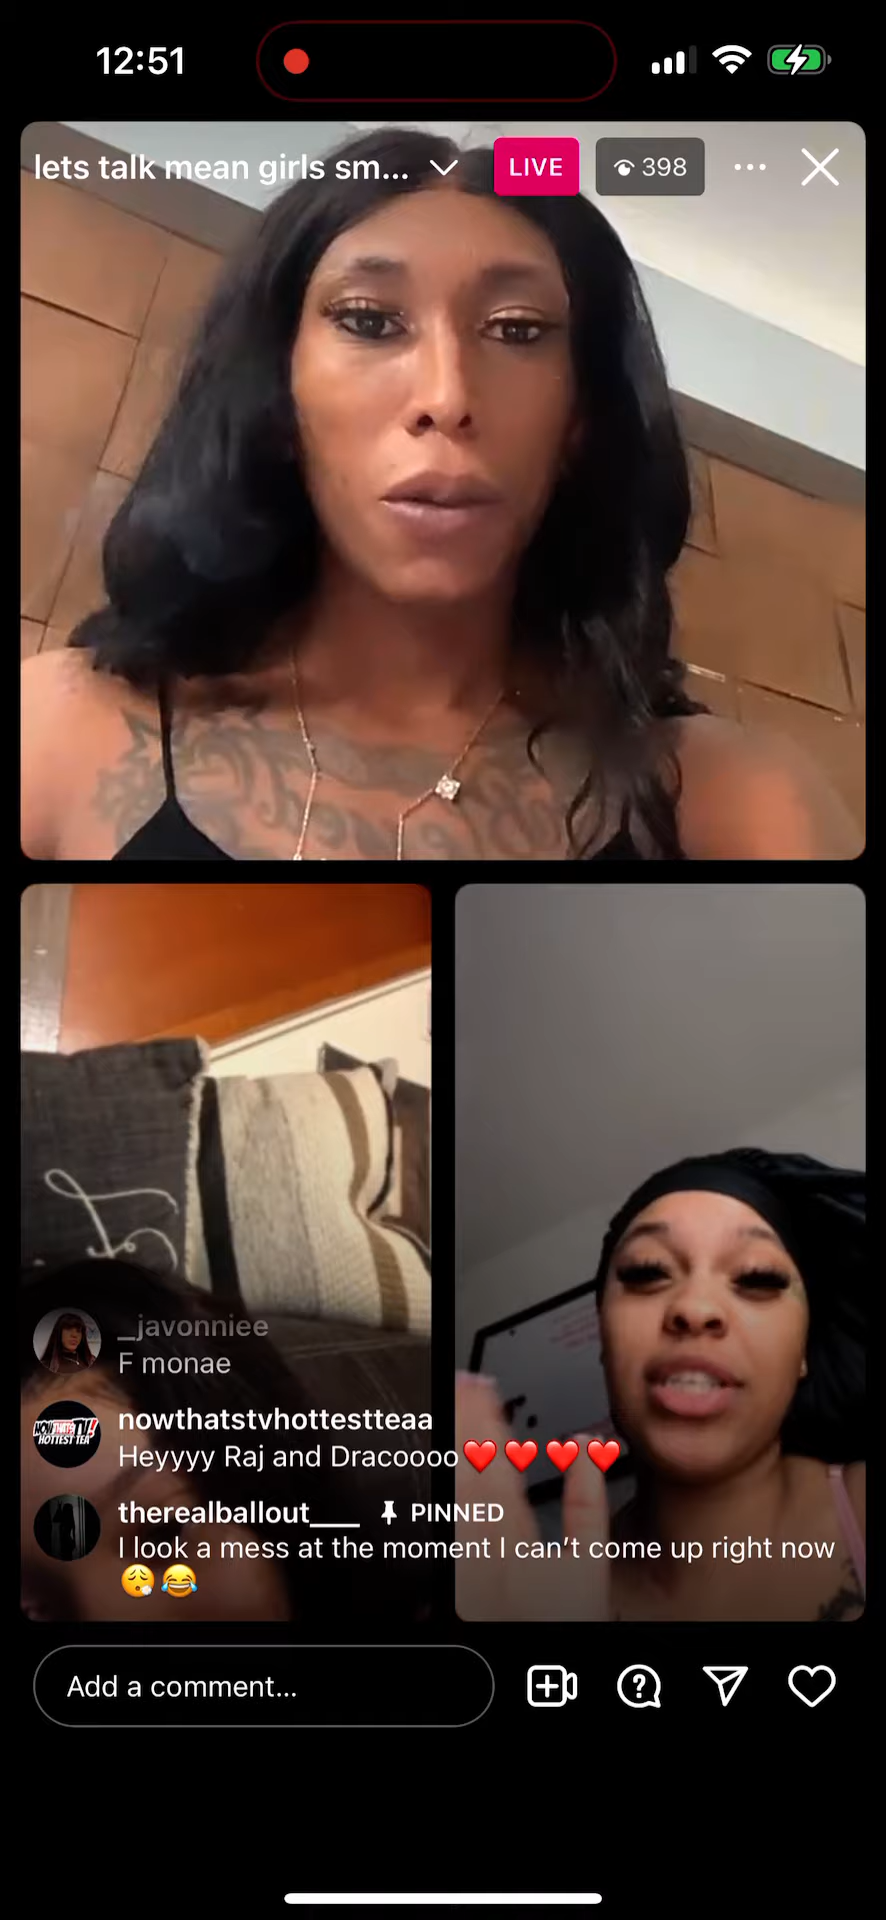 12:51
lets talk mean girls sm...
LIVE
398
_javonniee
F monae
nowthatstvhottestteaa
Heyyyy Raj and Dracoooo❤️❤️❤️❤️
therealballout___ PINNED
I look a mess at the moment I can’t come up right now
😮‍💨😂
Add a comment...